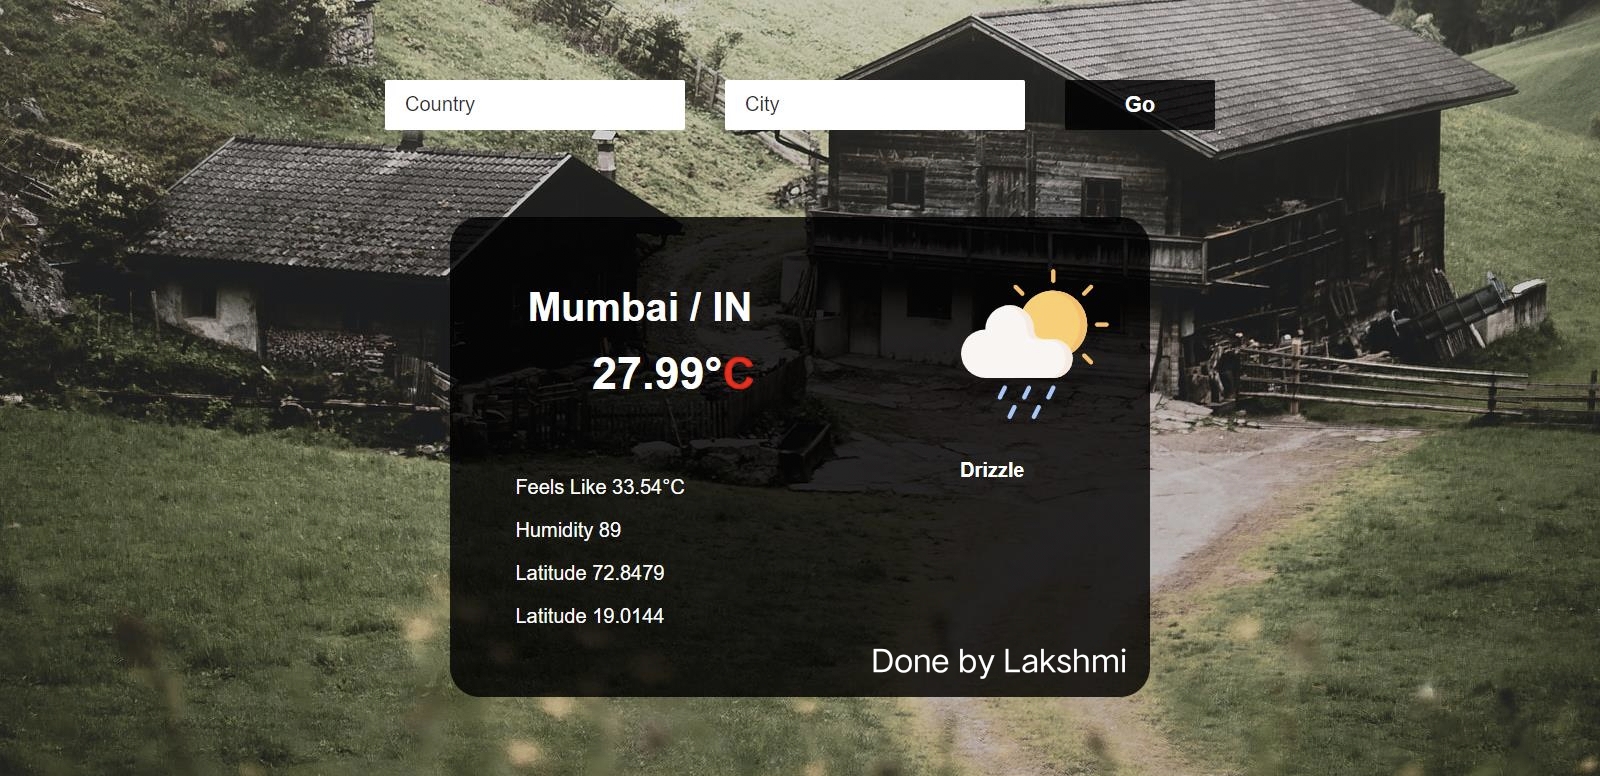 Country
City
Go
Mumbai / IN
27.99°C
Drizzle
Feels Like 33.54°C
Humidity 89
Latitude 72.8479
Latitude 19.0144
Done by Lakshmi